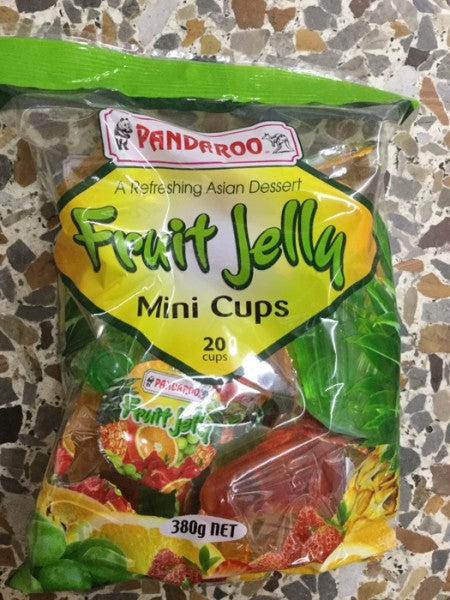 PANDAROO
A Refreshing Asian Dessert
Fruit Jelly
Mini Cups
20
cups
PANDAROO
Fruit Jelly
380g NET